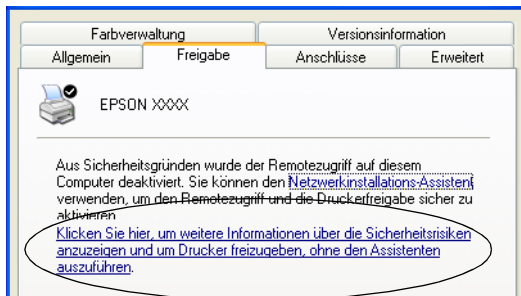 Farbverwaltung Versionsinformation
Allgemein Freigabe Anschlüsse Erweitert
EPSON XXXX
Aus Sicherheitsgründen wurde der Remotezugriff auf diesem
Computer deaktiviert. Sie können den Netzwerkinstallations-Assistent
verwenden, um den Remotezugriff und die Druckerfreigabe sicher zu
aktivieren
Klicken Sie hier, um weitere Informationen über die Sicherheitsrisiken
anzuzeigen und um Drucker freizugeben, ohne den Assistenten
auszuführen.